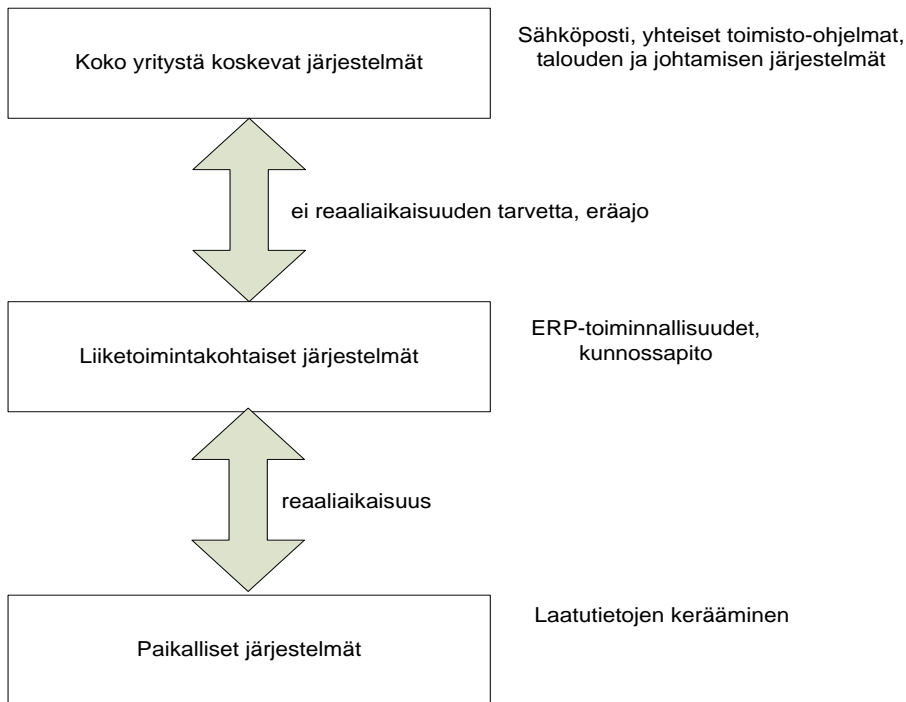 Koko yritystä koskevat järjestelmät
Sähköposti, yhteiset toimisto-ohjelmat,
talouden ja johtamisen järjestelmät
ei reaaliaikaisuuden tarvetta, eräajo
Liiketoimintakohtaiset järjestelmät
ERP-toiminnallisuudet,
kunnossapito
reaaliaikaisuus
Paikalliset järjestelmät
Laatutietojen kerääminen